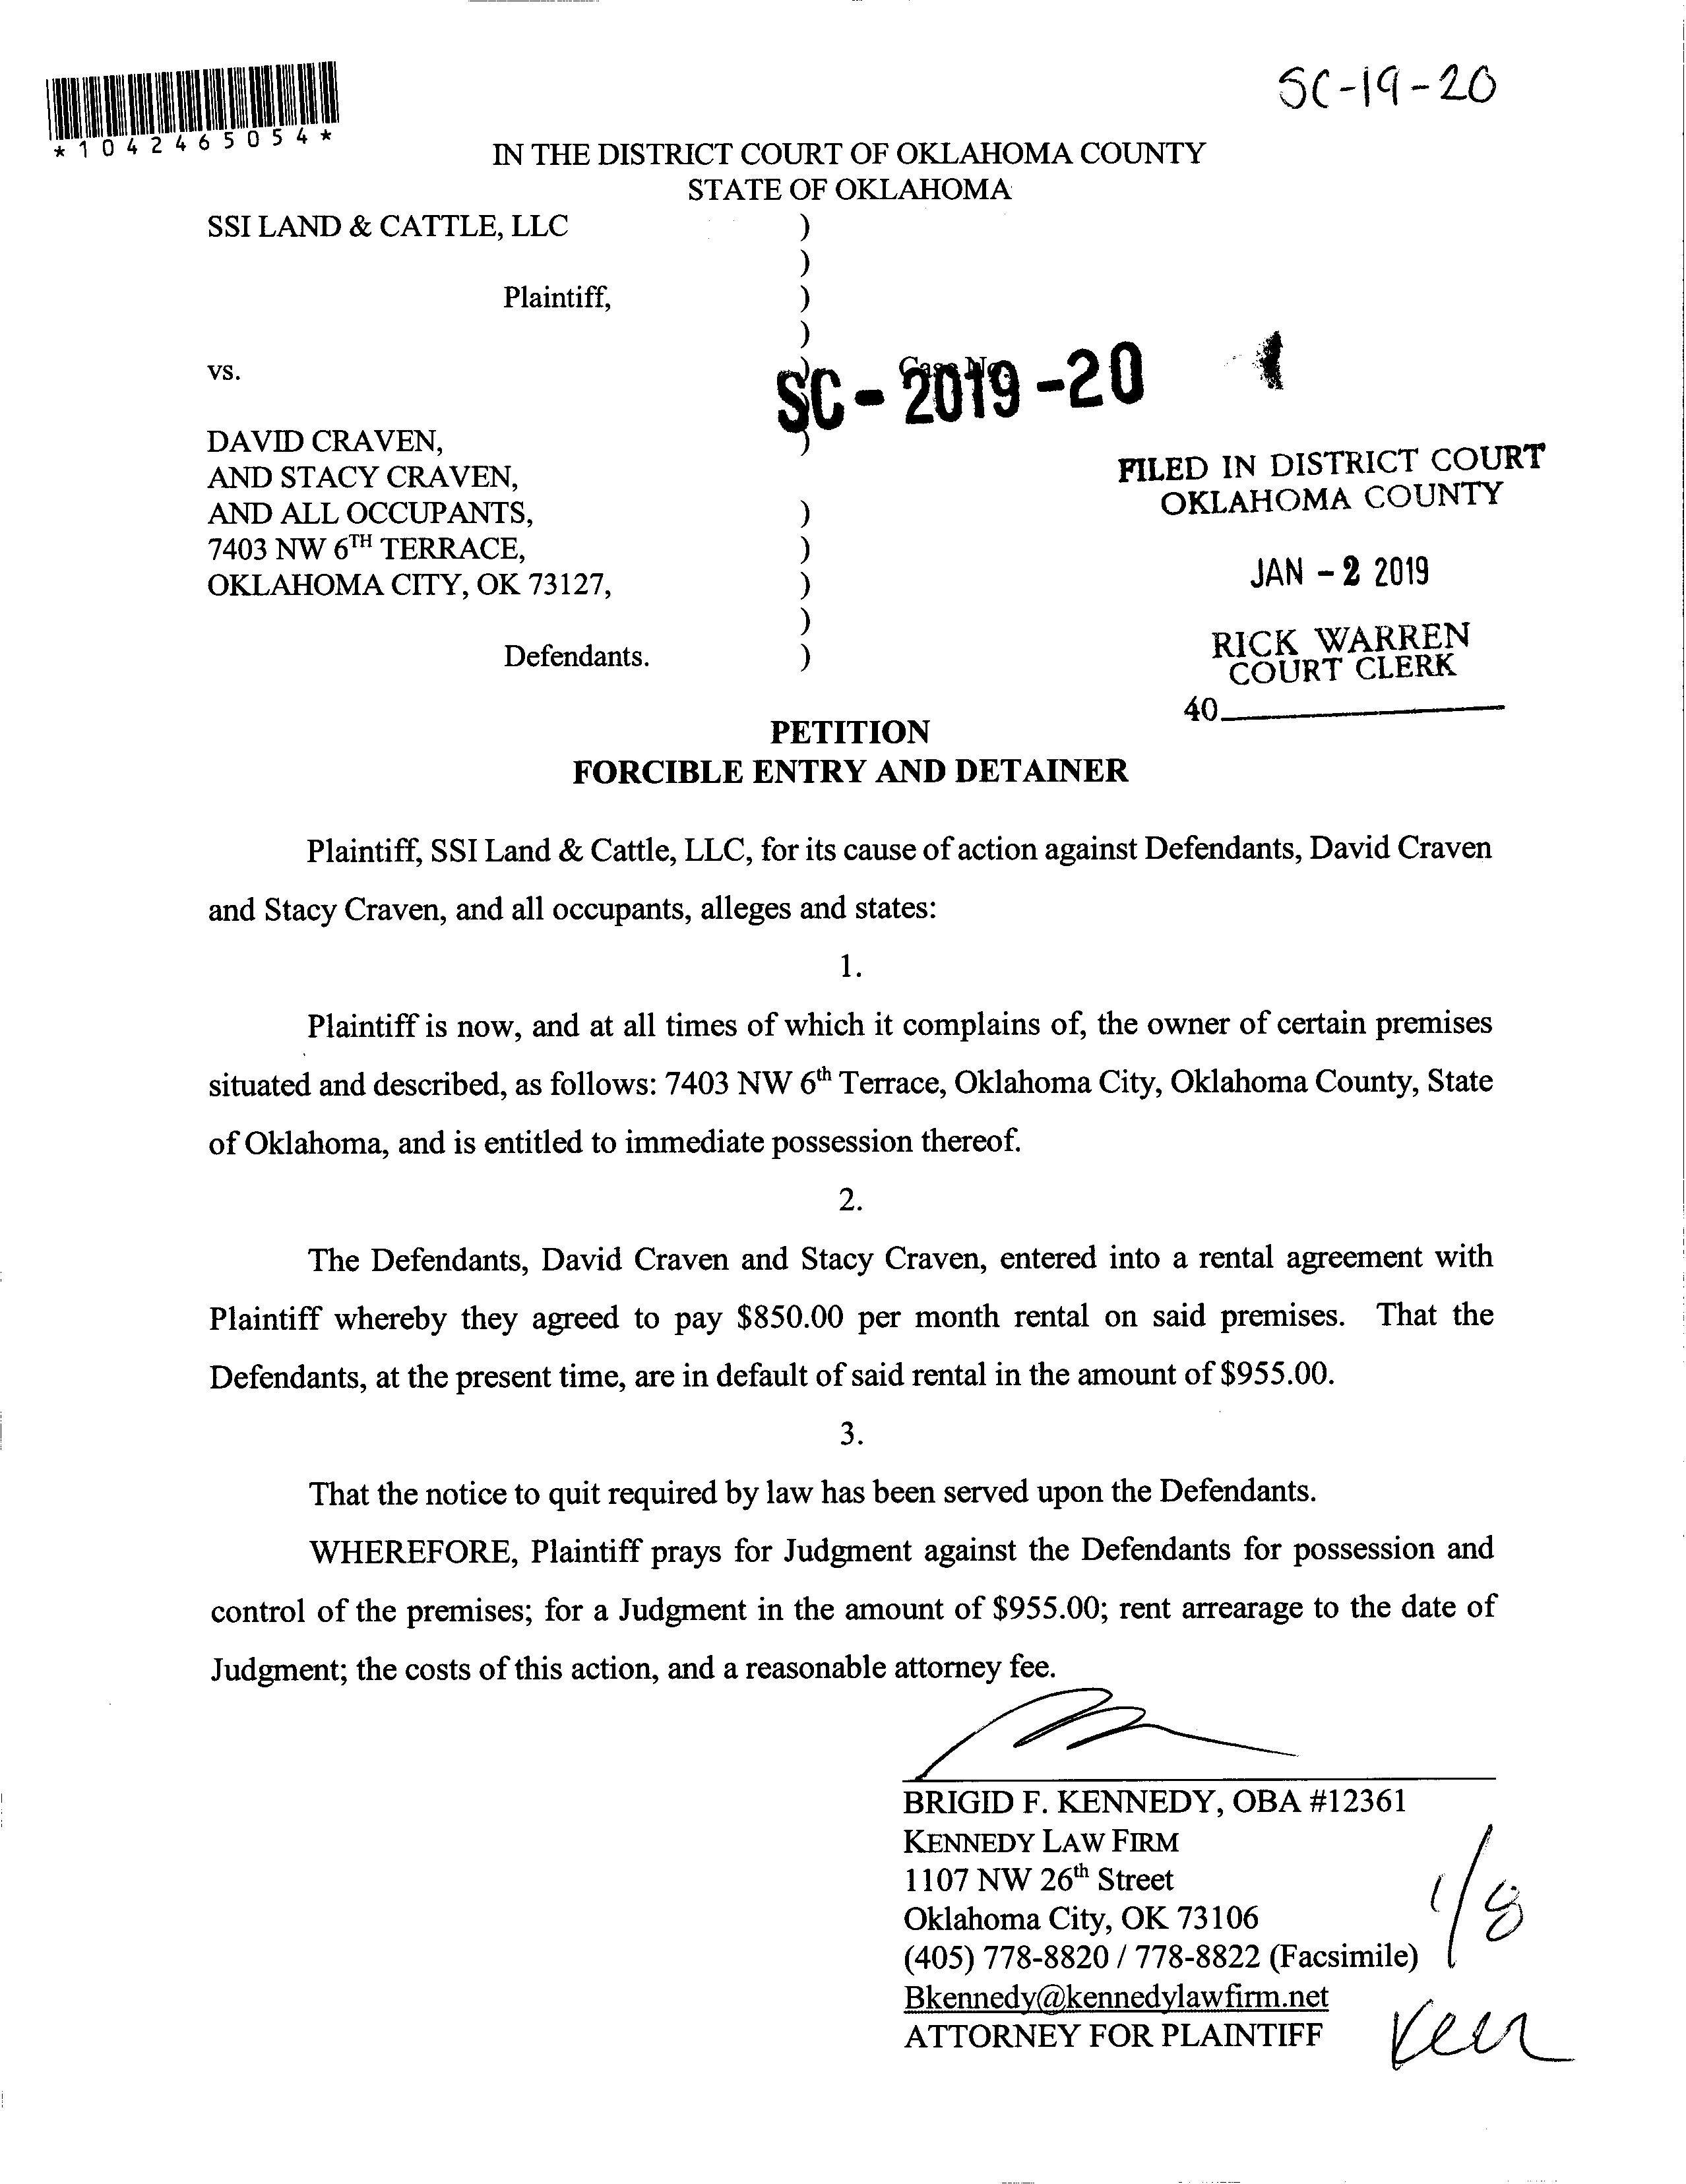 SC-19-20
*1042465054*
IN THE DISTRICT COURT OF OKLAHOMA COUNTY
STATE OF OKLAHOMA
SSI LAND & CATTLE, LLC )
)
Plaintiff, )
)
vs. ) Case No.
SC-2019-20
DAVID CRAVEN, )
AND STACY CRAVEN,
AND ALL OCCUPANTS, )
7403 NW 6TH TERRACE, )
OKLAHOMA CITY, OK 73127, )
)
Defendants. )
FILED IN DISTRICT COURT
OKLAHOMA COUNTY
JAN -2 2019
RICK WARREN
COURT CLERK
40
PETITION
FORCIBLE ENTRY AND DETAINER
Plaintiff, SSI Land & Cattle, LLC, for its cause of action against Defendants, David Craven
and Stacy Craven, and all occupants, alleges and states:
1.
Plaintiff is now, and at all times of which it complains of, the owner of certain premises
situated and described, as follows: 7403 NW 6th Terrace, Oklahoma City, Oklahoma County, State
of Oklahoma, and is entitled to immediate possession thereof.
2.
The Defendants, David Craven and Stacy Craven, entered into a rental agreement with
Plaintiff whereby they agreed to pay $850.00 per month rental on said premises. That the
Defendants, at the present time, are in default of said rental in the amount of $955.00.
3.
That the notice to quit required by law has been served upon the Defendants.
WHEREFORE, Plaintiff prays for Judgment against the Defendants for possession and
control of the premises; for a Judgment in the amount of $955.00; rent arrearage to the date of
Judgment; the costs of this action, and a reasonable attorney fee.
BRIGID F. KENNEDY, OBA #12361
KENNEDY LAW FIRM
1107 NW 26th Street
Oklahoma City, OK 73106
(405) 778-8820 / 778-8822 (Facsimile)
Bkennedy@kennedylawfirm.net
ATTORNEY FOR PLAINTIFF
1/8